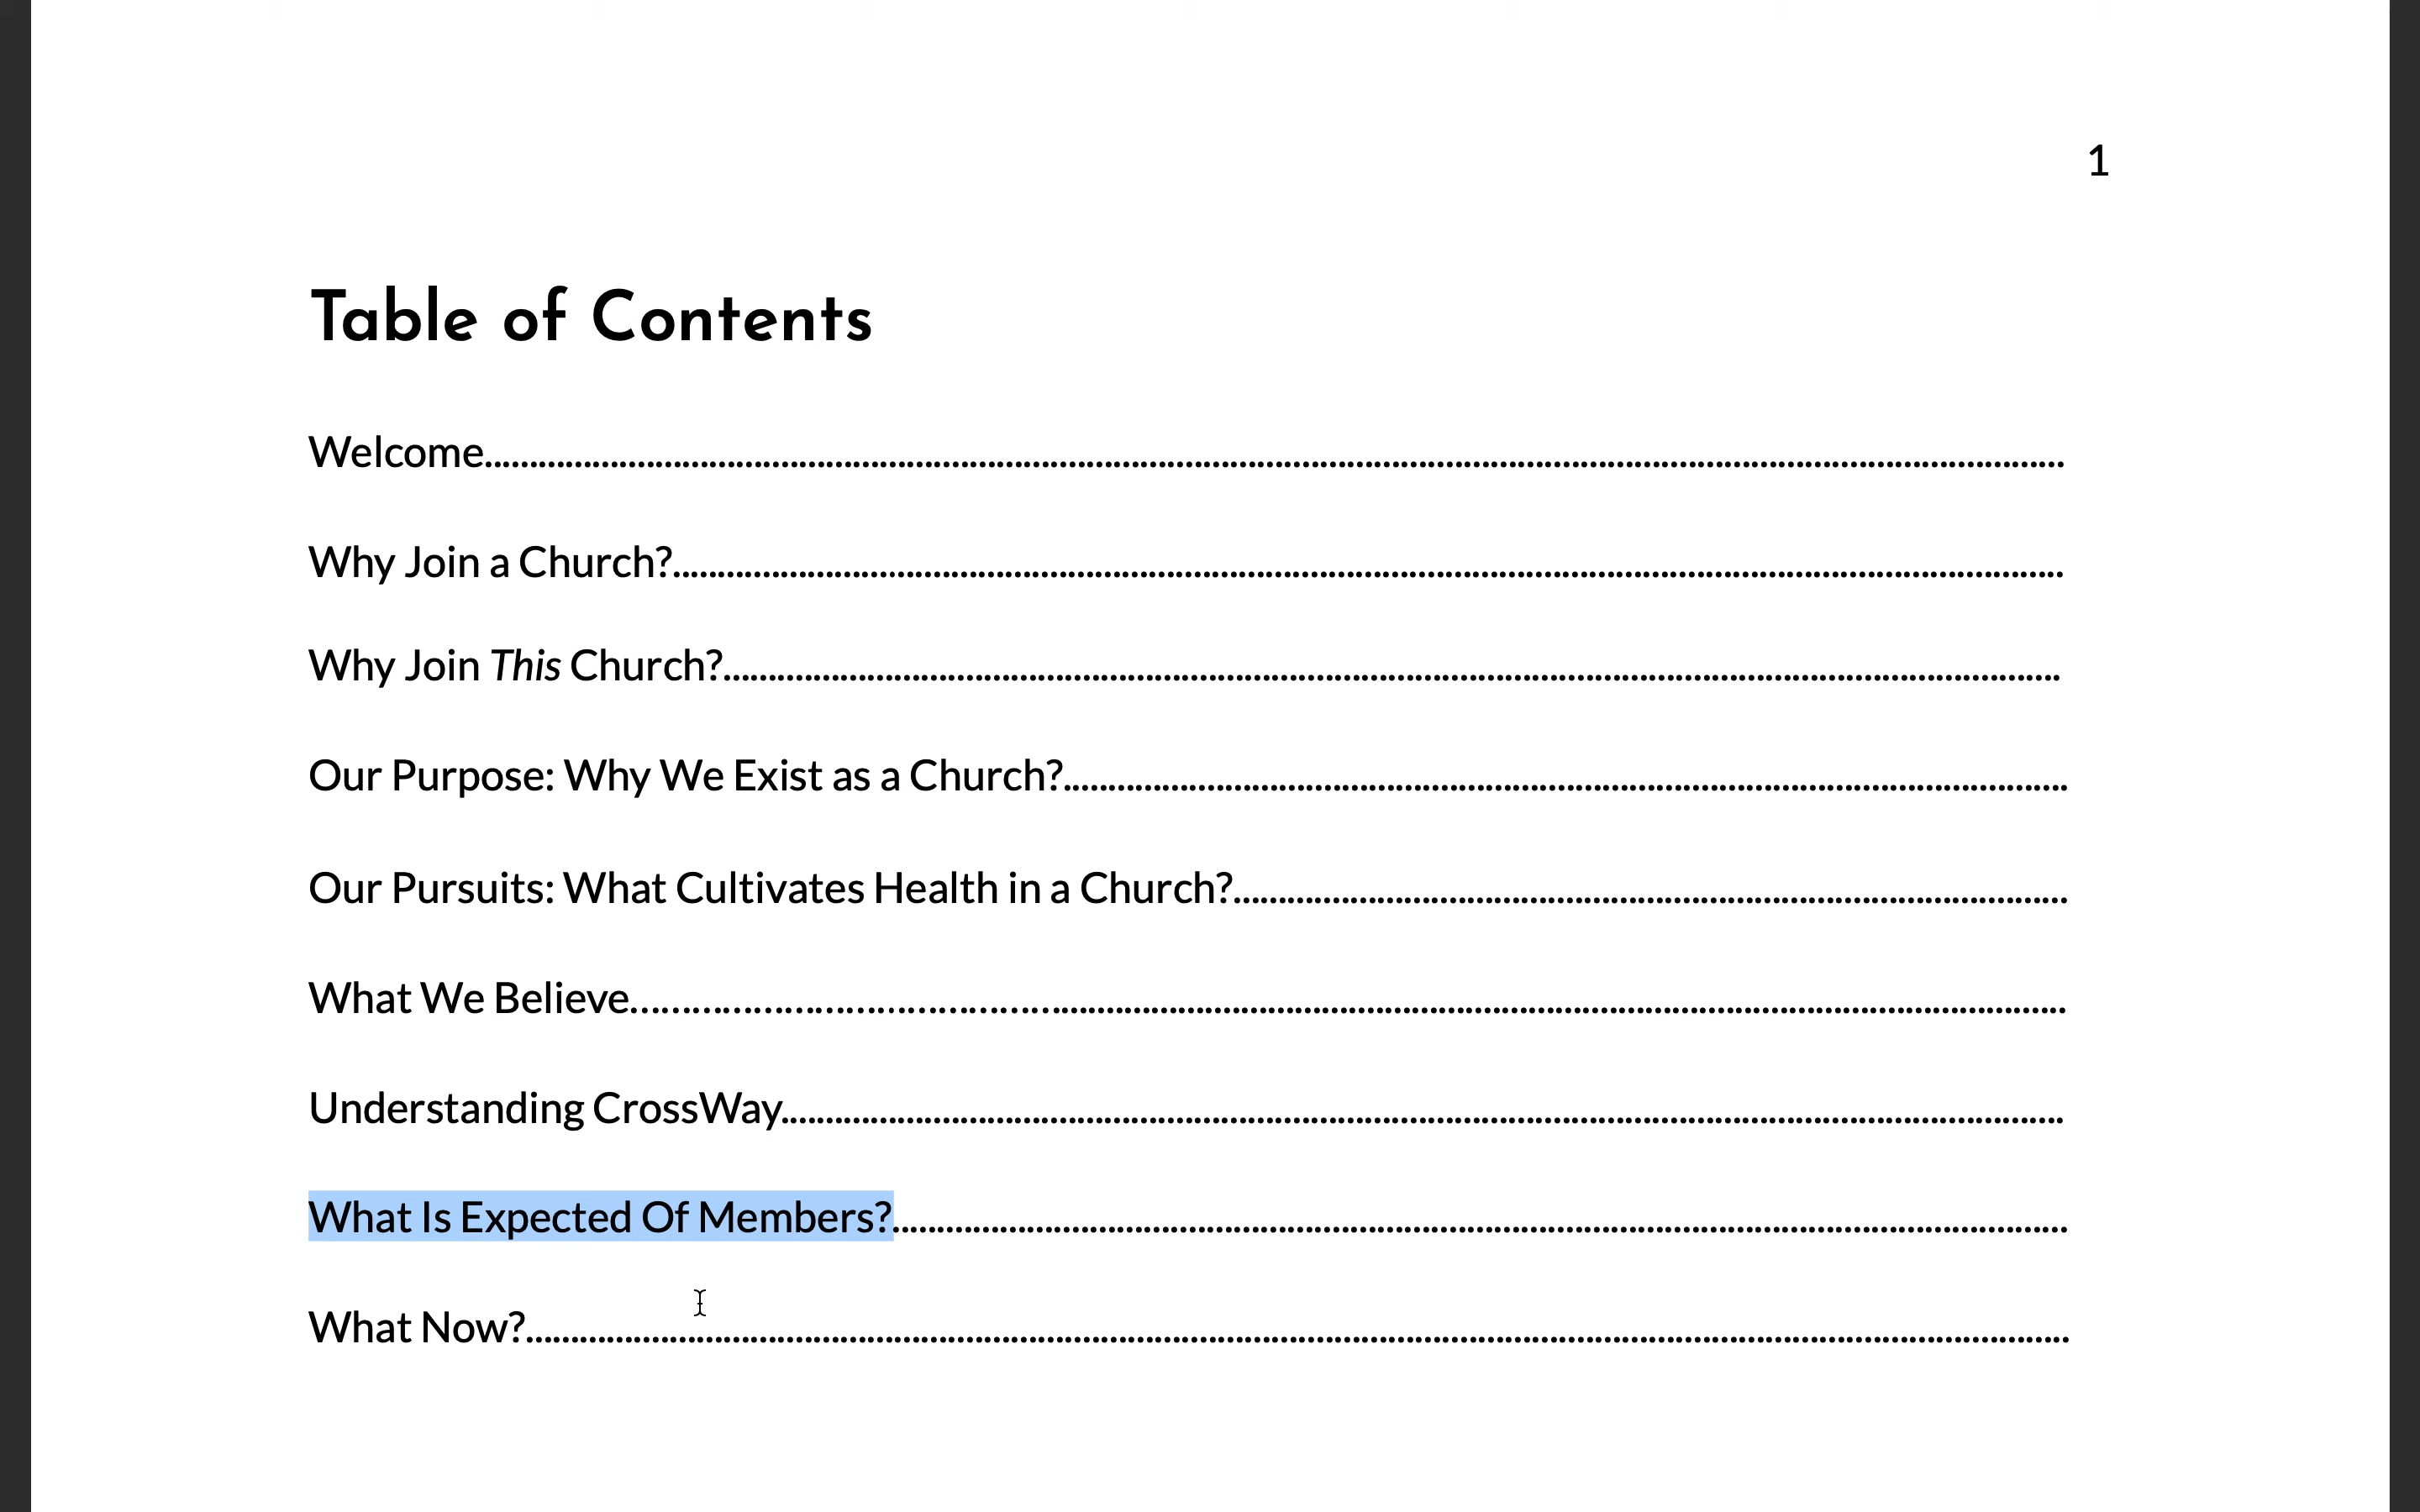 1
Table of Contents
Welcome................................................................................................................................................................................
Why Join a Church?...........................................................................................................................................................
Why Join This Church?.....................................................................................................................................................
Our Purpose: Why We Exist as a Church?................................................................................................................
Our Pursuits: What Cultivates Health in a Church?.............................................................................................
What We Believe...............................................................................................................................................................
Understanding CrossWay...............................................................................................................................................
What Is Expected Of Members?...................................................................................................................................
What Now?............................................................................................................................................................................